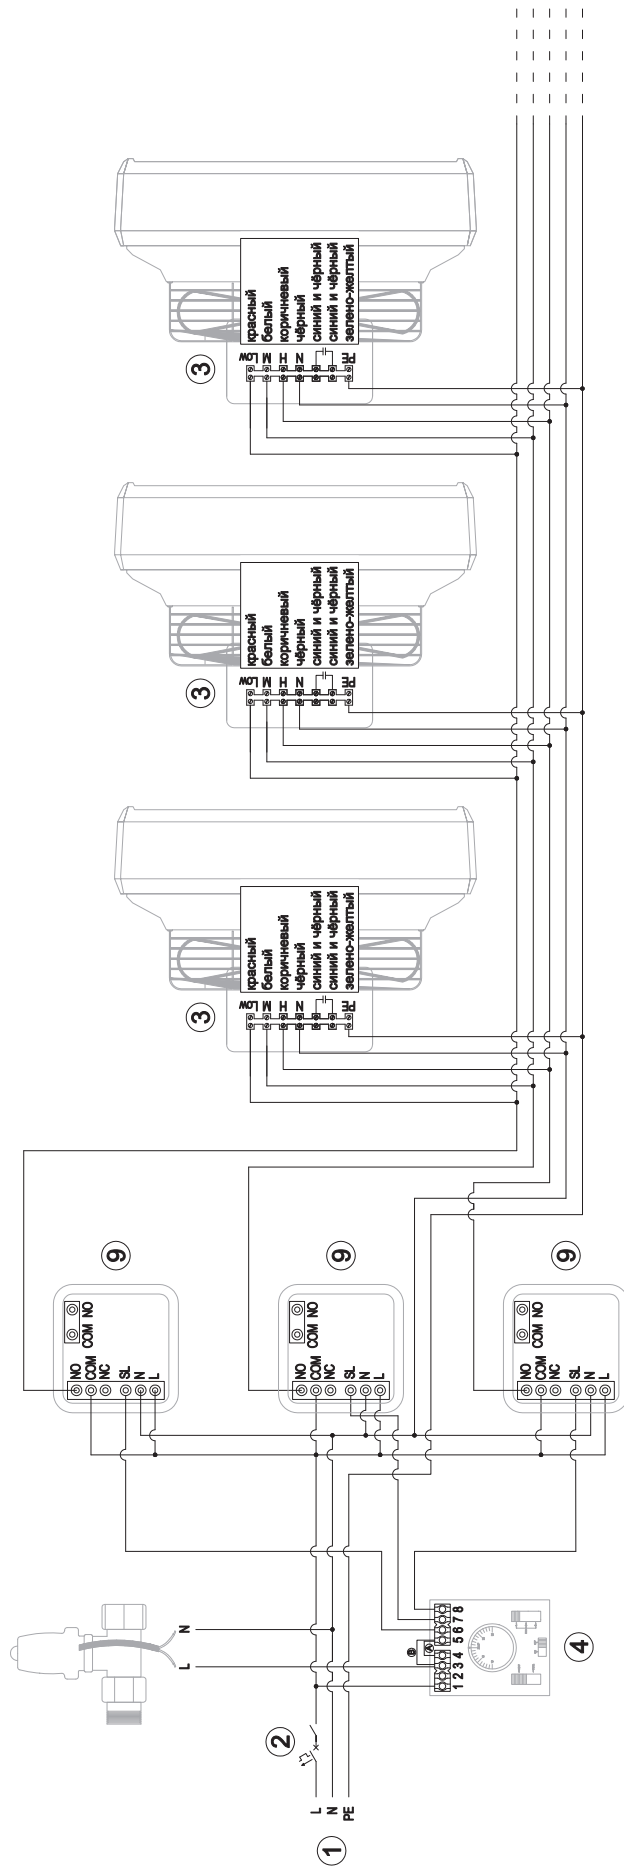 L N
2
L
N
PE
1
B
A
1 2 3 4 5 6 7 8
4
COM NO
NO
COM
NC
SL
N
L
9
COM NO
NO
COM
NC
SL
N
L
9
COM NO
NO
COM
NC
SL
N
L
9
3
Low
M
H
N
PE
красный
белый
коричневый
чёрный
синий и чёрный
синий и чёрный
зелено-желтый
3
Low
M
H
N
PE
красный
белый
коричневый
чёрный
синий и чёрный
синий и чёрный
зелено-желтый
3
Low
M
H
N
PE
красный
белый
коричневый
чёрный
синий и чёрный
синий и чёрный
зелено-желтый